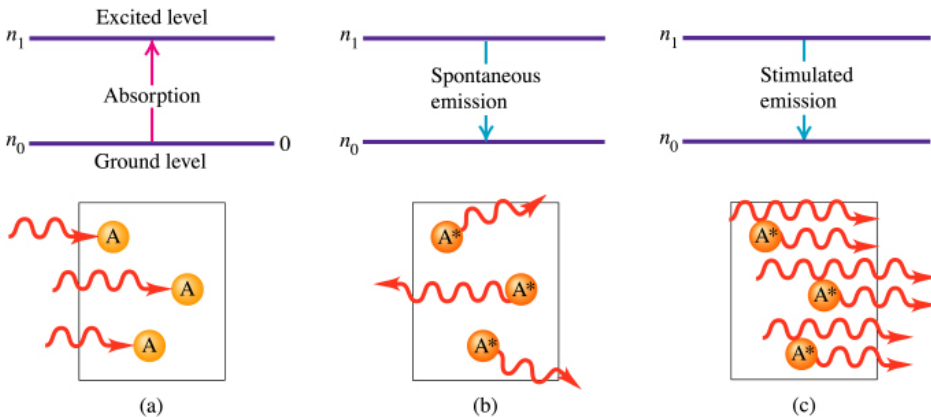 Excited level
n₁
Absorption
n₀
0
Ground level
A
A
A
(a)
n₁
Spontaneous
emission
n₀
A*
A*
A*
(b)
n₁
Stimulated
emission
n₀
A*
A*
A*
(c)